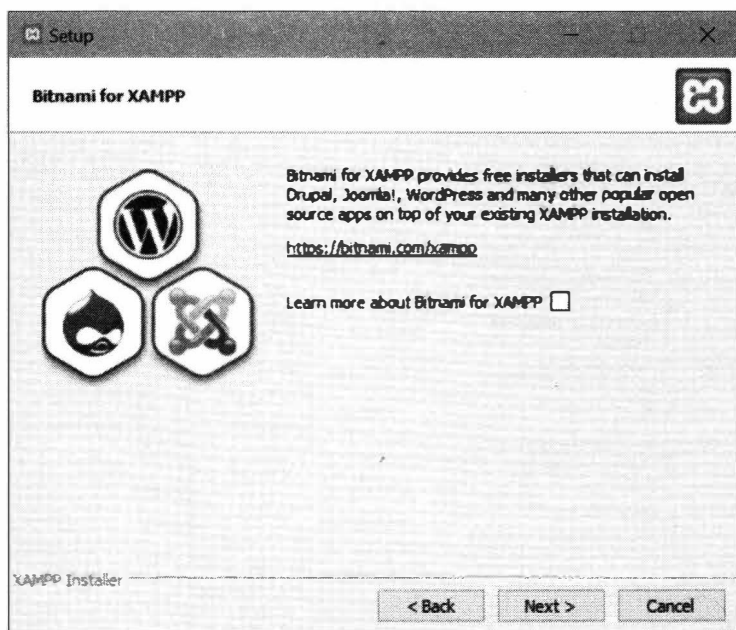 Setup
Bitnami for XAMPP
Bitnami for XAMPP provides free installers that can install
Drupal, Joomla!, WordPress and many other popular open
source apps on top of your existing XAMPP installation.
https://bitnami.com/xampp
Learn more about Bitnami for XAMPP
XAMPP Installer
< Back
Next >
Cancel